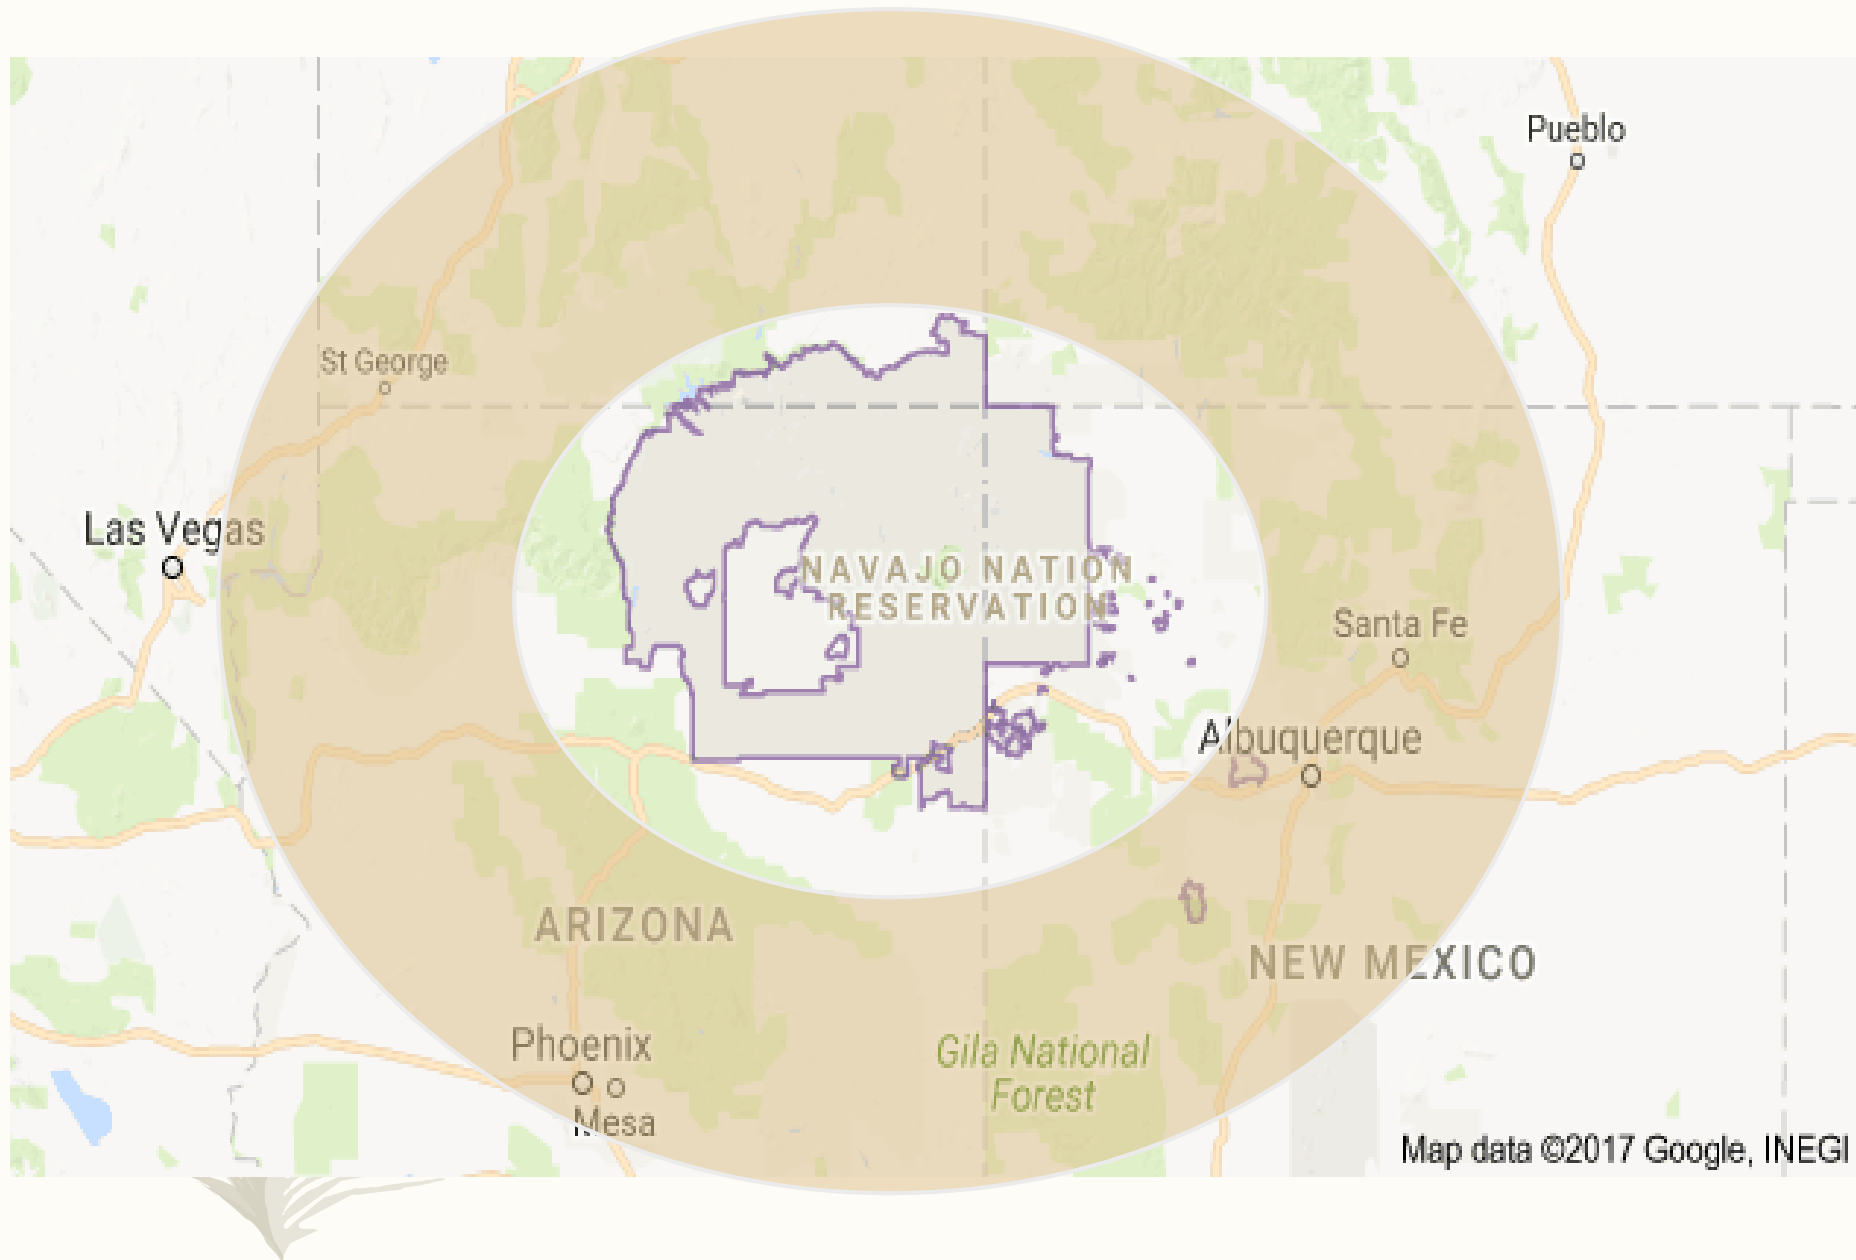 Pueblo
St George
Las Vegas
NAVAJO NATION
RESERVATION
Santa Fe
Albuquerque
ARIZONA
NEW MEXICO
Phoenix
Mesa
Gila National
Forest
Map data ©2017 Google, INEGI